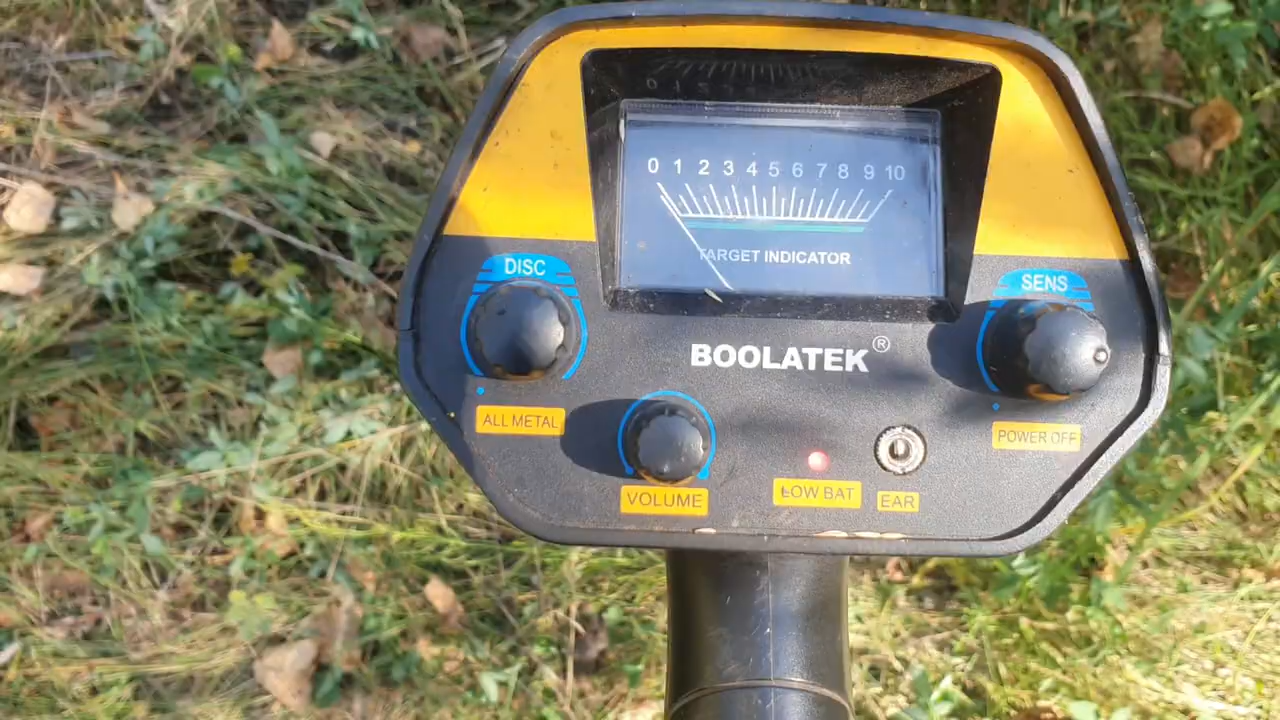 0 1 2 3 4 5 6 7 8 9 10
TARGET INDICATOR
DISC
SENS
BOOLATEK ®
ALL METAL
POWER OFF
VOLUME
LOW BAT
EAR